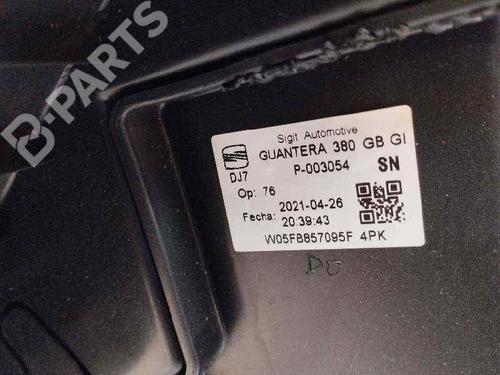 B-PARTS
Sigit Automotive
GUANTERA 380 GB GI
DJ7
P-003054
SN
Op: 76
2021-04-26
Fecha:
20:39:43
W05FB857095F 4PK
DO